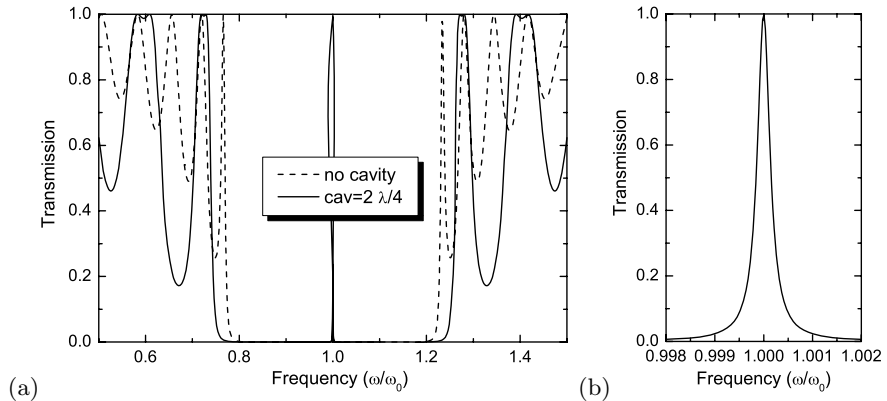 1.0
0.8
0.6
0.4
0.2
0.0
Transmission
0.6 0.8 1.0 1.2 1.4
Frequency (ω/ω0)
no cavity
cav=2 λ/4
(a)
1.0
0.8
0.6
0.4
0.2
0.0
Transmission
0.998 0.999 1.000 1.001 1.002
Frequency (ω/ω0)
(b)